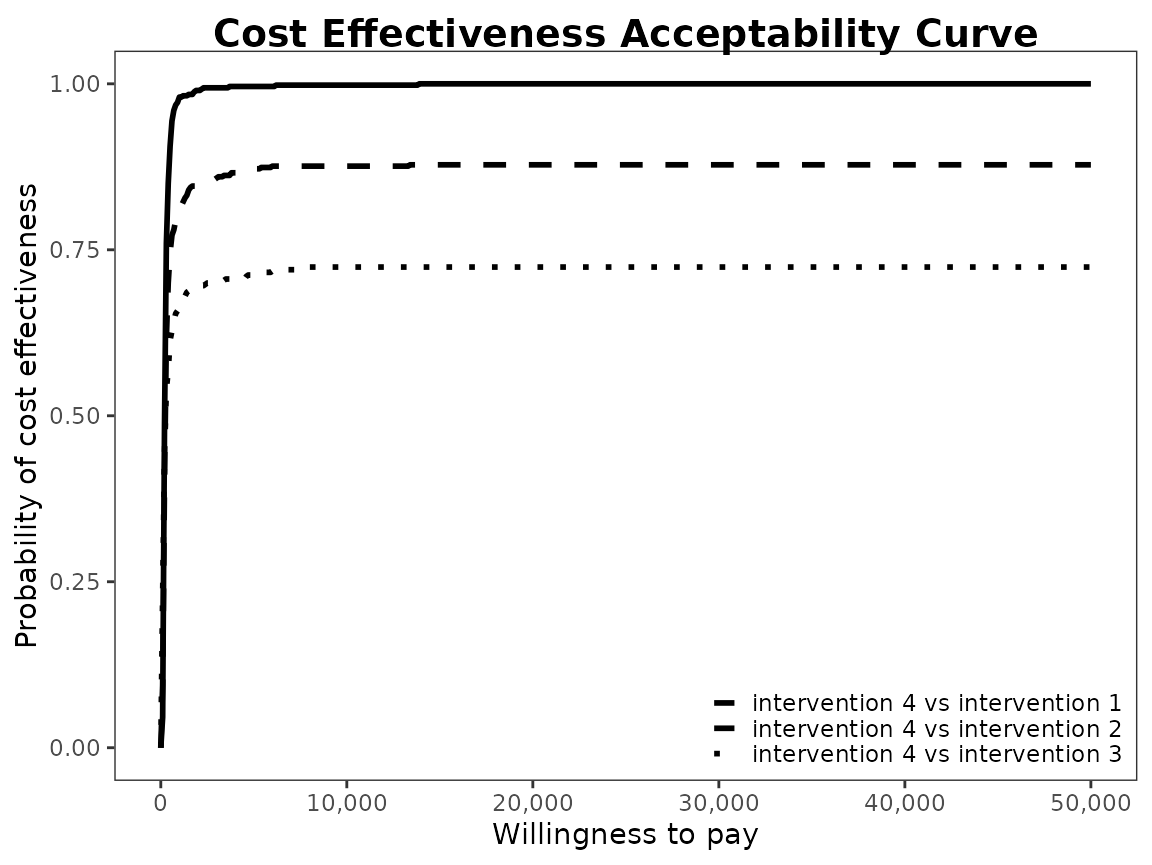 Cost Effectiveness Acceptability Curve
Probability of cost effectiveness
1.00
0.75
0.50
0.25
0.00
intervention 4 vs intervention 1
intervention 4 vs intervention 2
intervention 4 vs intervention 3
0 10,000 20,000 30,000 40,000 50,000
Willingness to pay